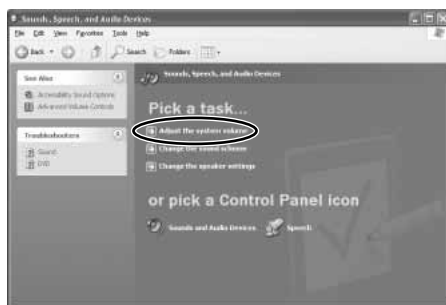 Sounds, Speech, and Audio Devices
File Edit View Favorites Tools Help
Back Search Folders
See Also
Accessibility Sound Options
Advanced Volume Controls
Troubleshooters
Sound
DVD
Sounds, Speech, and Audio Devices
Pick a task...
Adjust the system volume
Change the sound scheme
Change the speaker settings
or pick a Control Panel icon
Sounds and Audio Devices Speech